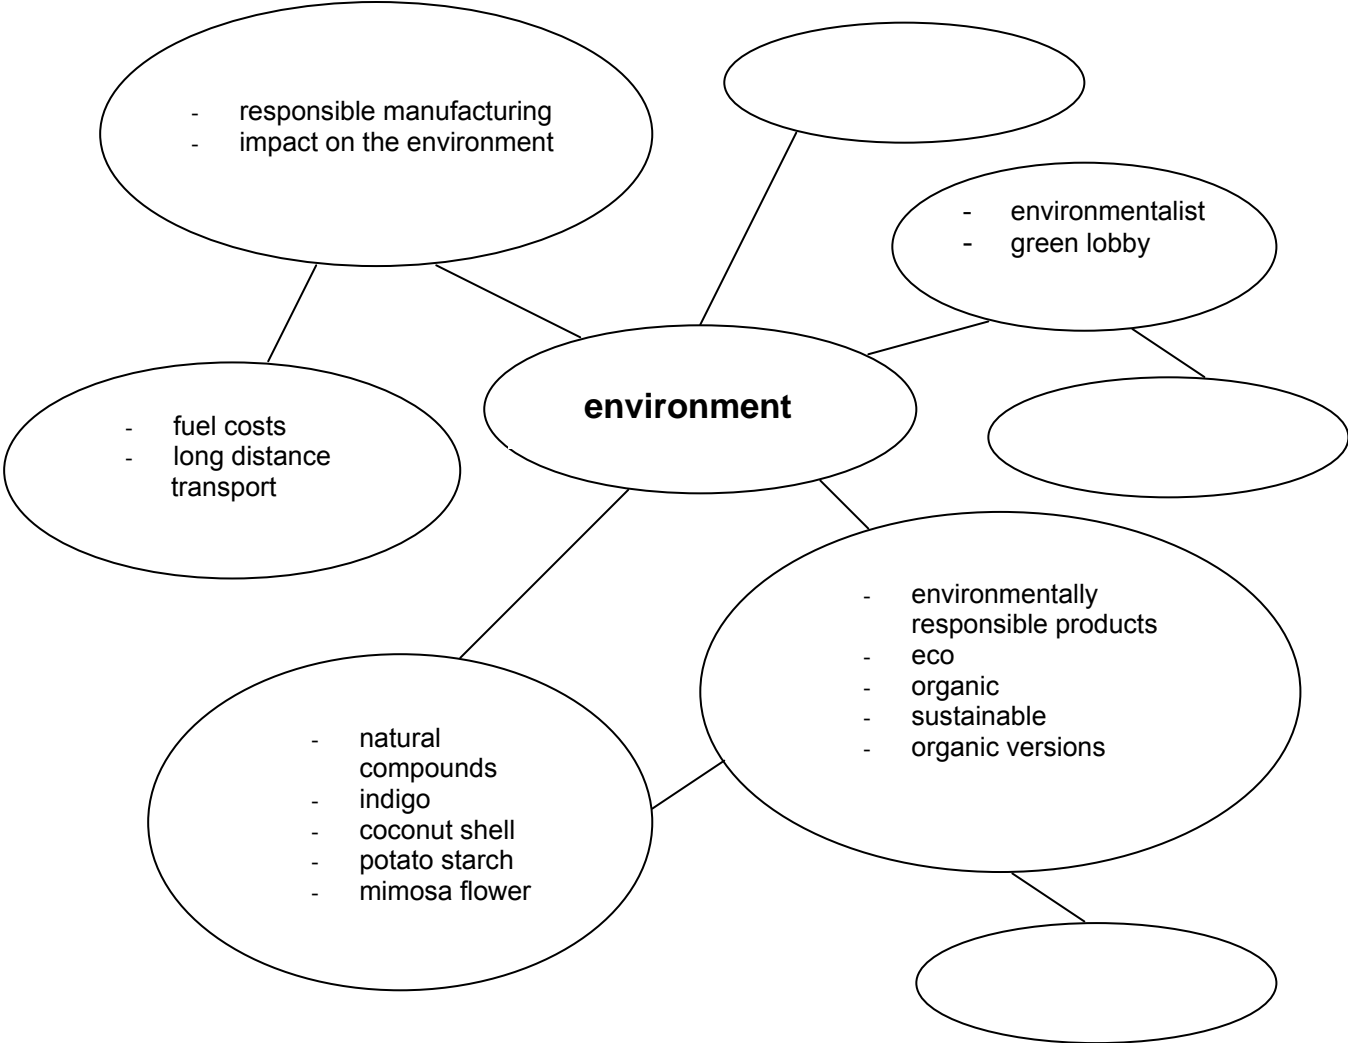 - responsible manufacturing
- impact on the environment
- environmentalist
- green lobby
environment
- fuel costs
- long distance
transport
- environmentally
responsible products
- eco
- organic
- sustainable
- organic versions
- natural
compounds
- indigo
- coconut shell
- potato starch
- mimosa flower